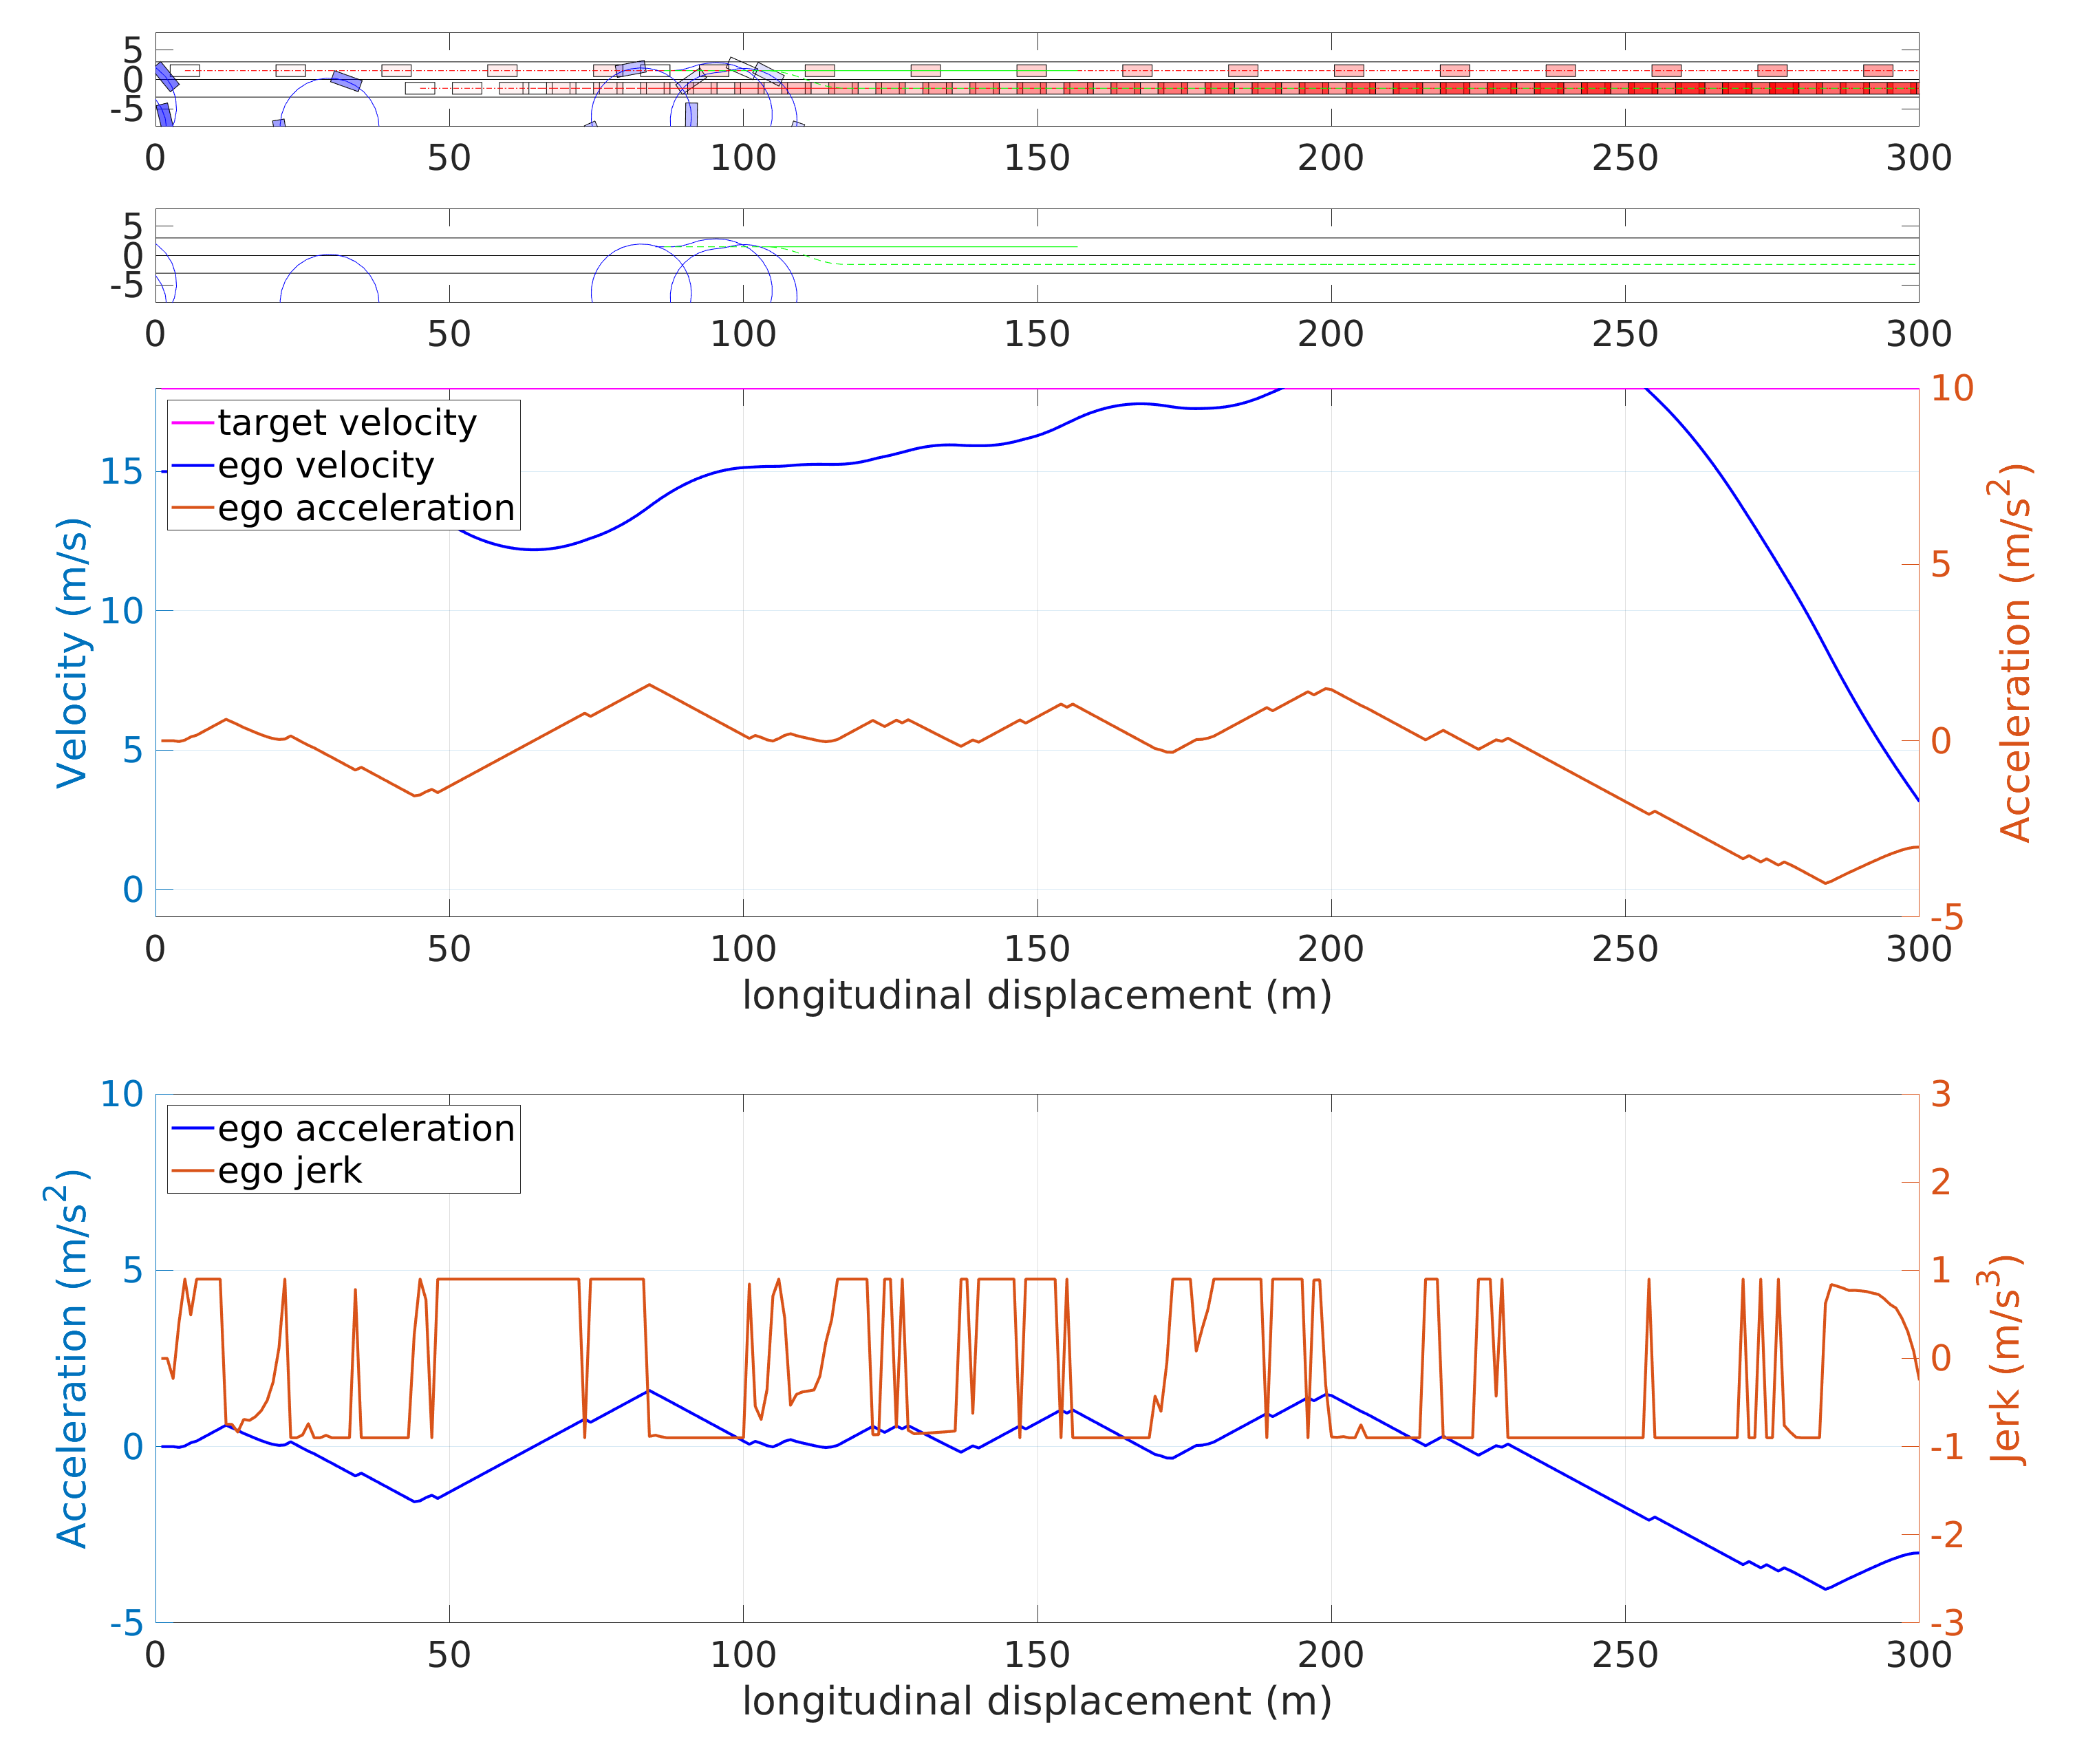 5
0
-5
0 50 100 150 200 250 300
5
0
-5
0 50 100 150 200 250 300
target velocity
ego velocity
ego acceleration
Velocity (m/s)
15
10
5
0
Acceleration (m/s²)
10
5
0
-5
0 50 100 150 200 250 300
longitudinal displacement (m)
ego acceleration
ego jerk
Acceleration (m/s²)
10
5
0
-5
Jerk (m/s³)
3
2
1
0
-1
-2
-3
0 50 100 150 200 250 300
longitudinal displacement (m)